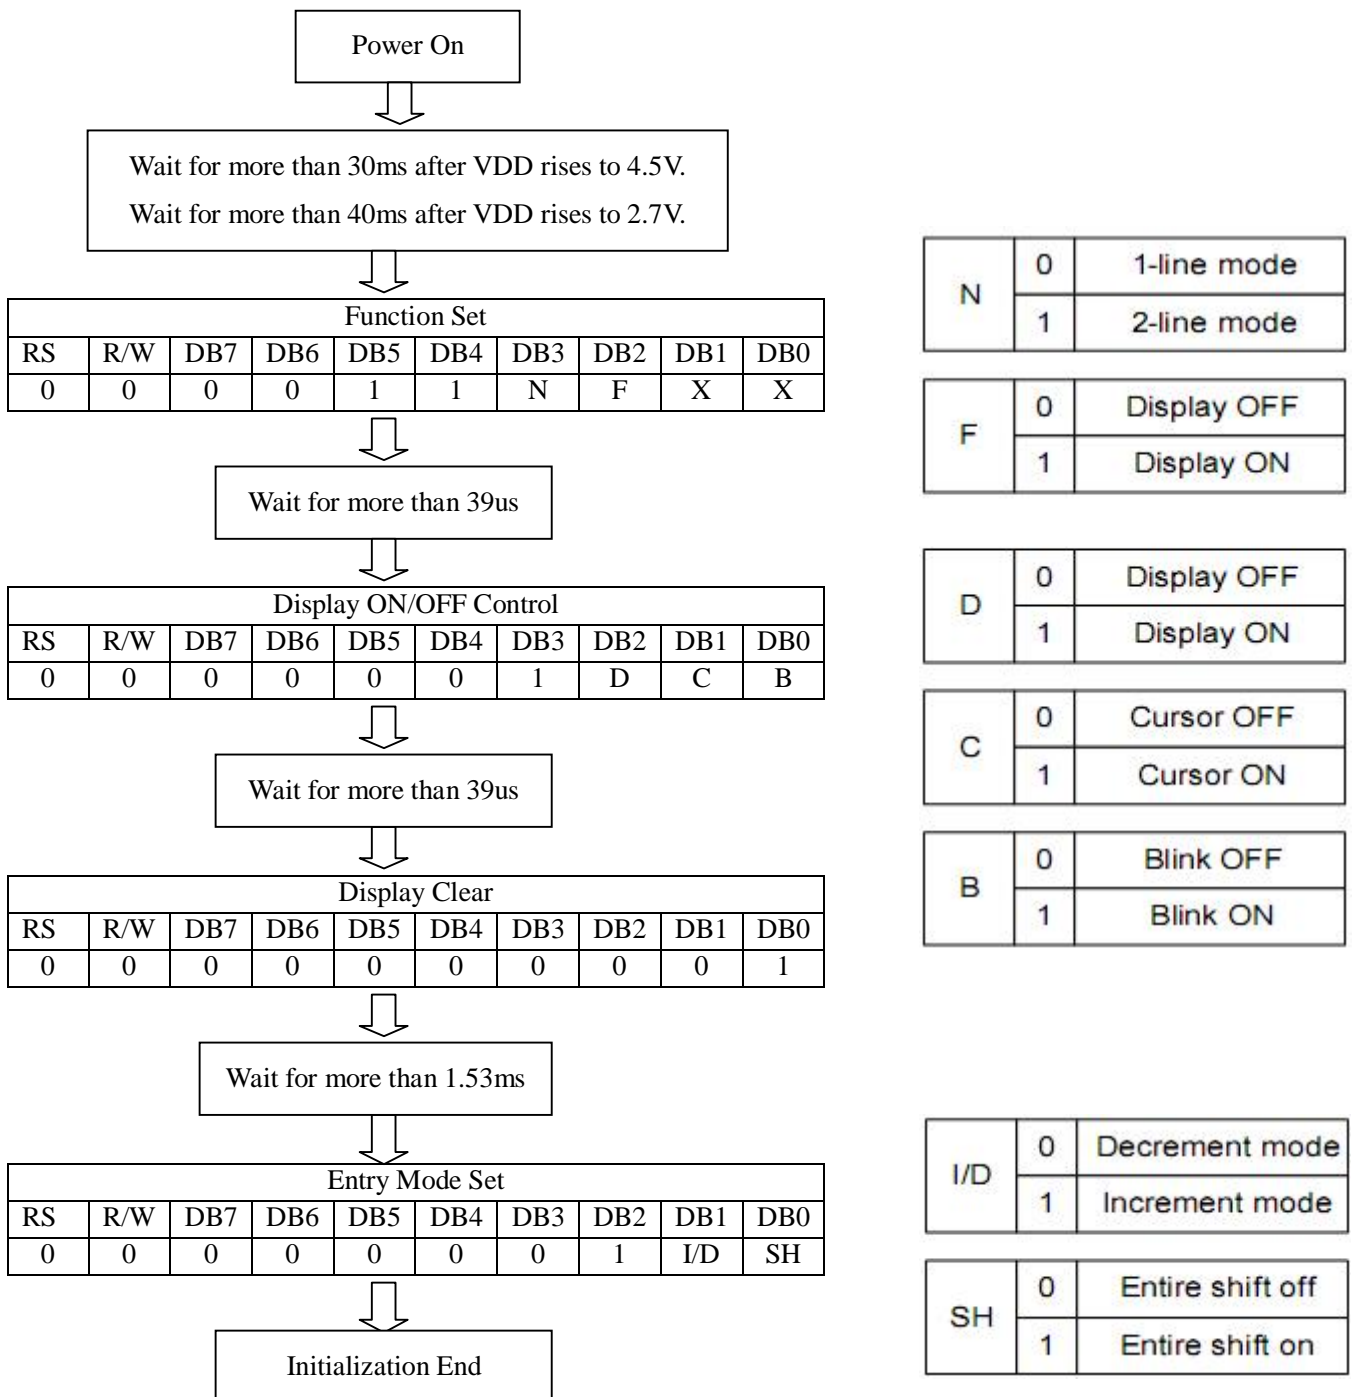 Power On
Wait for more than 30ms after VDD rises to 4.5V.
Wait for more than 40ms after VDD rises to 2.7V.
Function Set
RS R/W DB7 DB6 DB5 DB4 DB3 DB2 DB1 DB0
0 0 0 0 1 1 N F X X
Wait for more than 39us
Display ON/OFF Control
RS R/W DB7 DB6 DB5 DB4 DB3 DB2 DB1 DB0
0 0 0 0 0 0 1 D C B
Wait for more than 39us
Display Clear
RS R/W DB7 DB6 DB5 DB4 DB3 DB2 DB1 DB0
0 0 0 0 0 0 0 0 0 1
Wait for more than 1.53ms
Entry Mode Set
RS R/W DB7 DB6 DB5 DB4 DB3 DB2 DB1 DB0
0 0 0 0 0 0 0 1 I/D SH
Initialization End
N
0 1-line mode
1 2-line mode
F
0 Display OFF
1 Display ON
D
0 Display OFF
1 Display ON
C
0 Cursor OFF
1 Cursor ON
B
0 Blink OFF
1 Blink ON
I/D
0 Decrement mode
1 Increment mode
SH
0 Entire shift off
1 Entire shift on